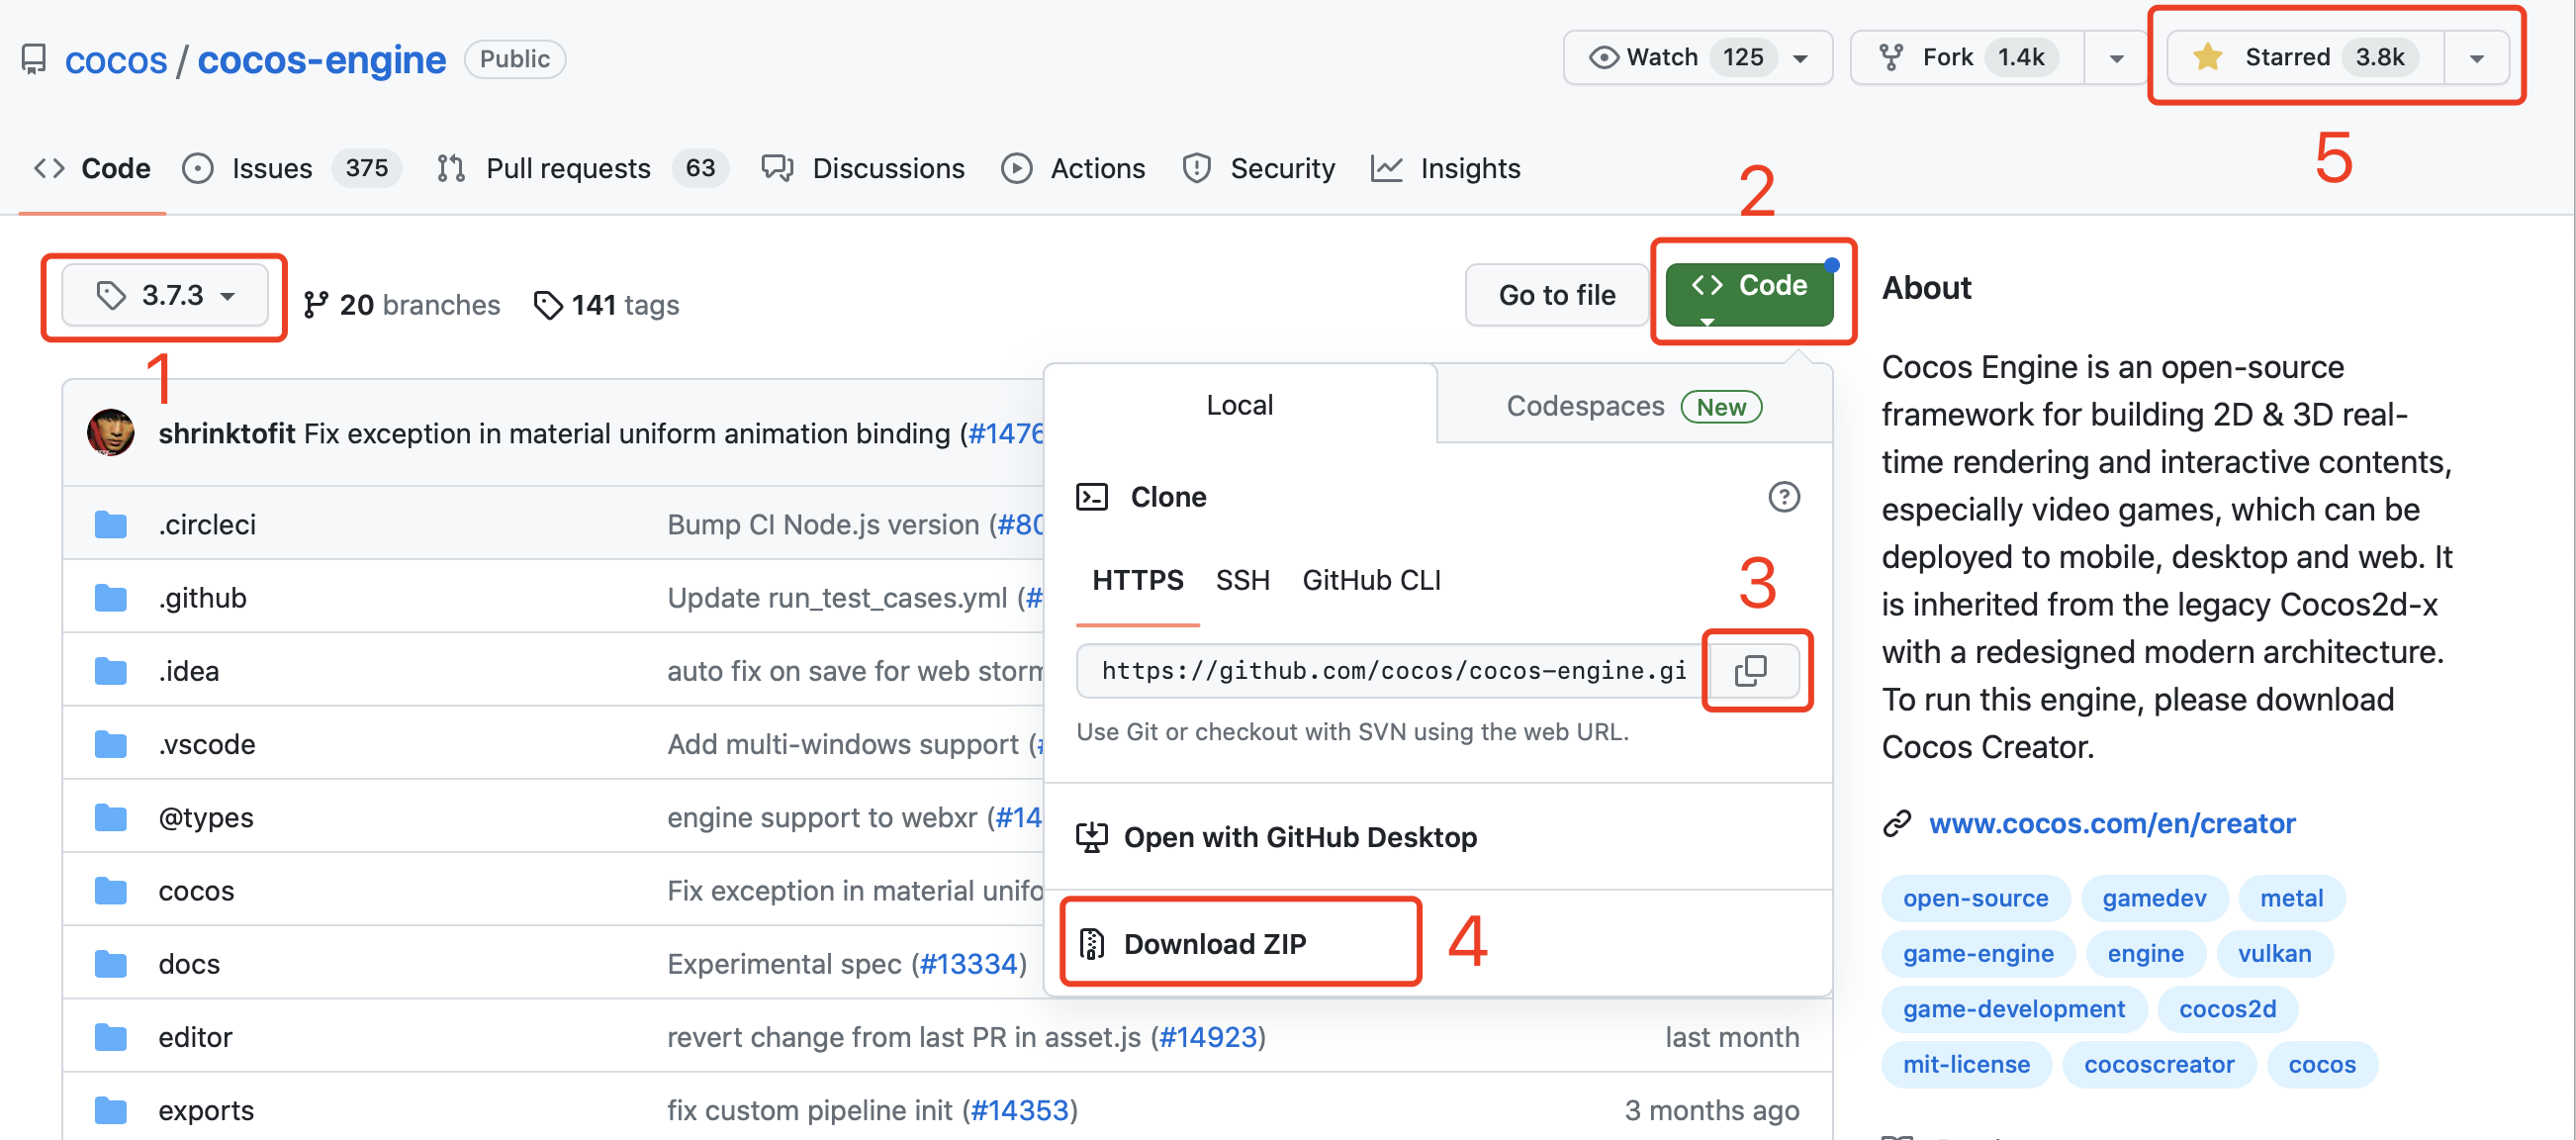 cocos / cocos-engine Public
Watch 125
Fork 1.4k
Starred 3.8k
5
Code
Issues 375
Pull requests 63
Discussions
Actions
Security
Insights
2
3.7.3
20 branches
141 tags
Go to file
Code
1
shrinktofit Fix exception in material uniform animation binding (#1476
.circleci Bump CI Node.js version (#80
.github Update run_test_cases.yml (#
.idea auto fix on save for web storm
.vscode Add multi-windows support (
@types engine support to webxr (#14
cocos Fix exception in material unifo
docs Experimental spec (#13334)
editor revert change from last PR in asset.js (#14923) last month
exports fix custom pipeline init (#14353) 3 months ago
Local
Codespaces New
Clone
HTTPS SSH GitHub CLI
3
https://github.com/cocos/cocos-engine.gi
Use Git or checkout with SVN using the web URL.
Open with GitHub Desktop
Download ZIP
4
About
Cocos Engine is an open-source
framework for building 2D & 3D real-
time rendering and interactive contents,
especially video games, which can be
deployed to mobile, desktop and web. It
is inherited from the legacy Cocos2d-x
with a redesigned modern architecture.
To run this engine, please download
Cocos Creator.
www.cocos.com/en/creator
open-source gamedev metal
game-engine engine vulkan
game-development cocos2d
mit-license cocoscreator cocos